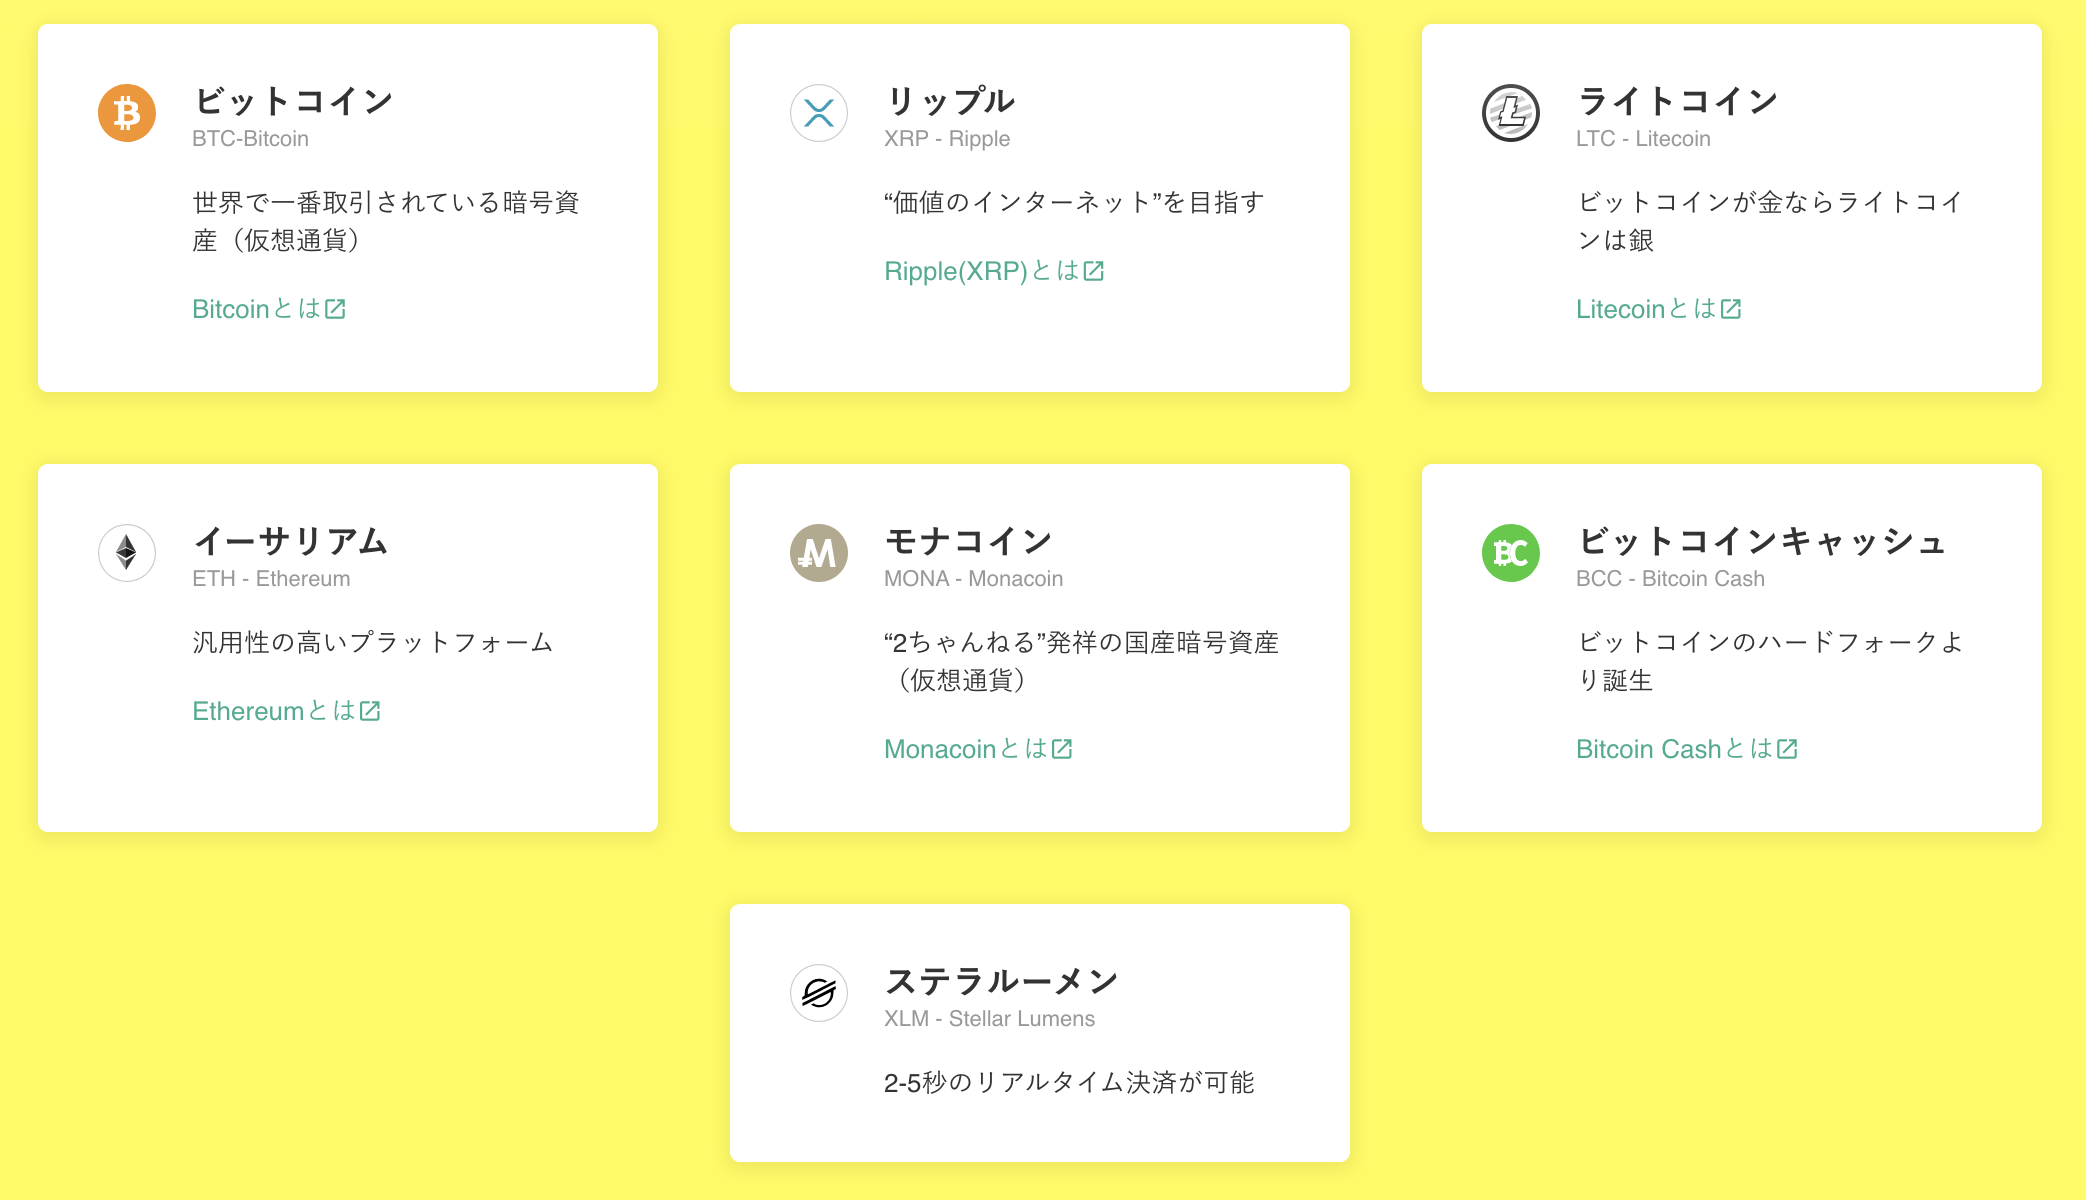 ビットコイン
BTC-Bitcoin
世界で一番取引されている暗号資
産（仮想通貨）
Bitcoinとは
リップル
XRP - Ripple
“価値のインターネット”を目指す
Ripple(XRP)とは
ライトコイン
LTC - Litecoin
ビットコインが金ならライトコイ
ンは銀
Litecoinとは
イーサリアム
ETH - Ethereum
汎用性の高いプラットフォーム
Ethereumとは
モナコイン
MONA - Monacoin
“2ちゃんねる”発祥の国産暗号資産
（仮想通貨）
Monacoinとは
ビットコインキャッシュ
BCC - Bitcoin Cash
ビットコインのハードフォークよ
り誕生
Bitcoin Cashとは
ステラルーメン
XLM - Stellar Lumens
2-5秒のリアルタイム決済が可能